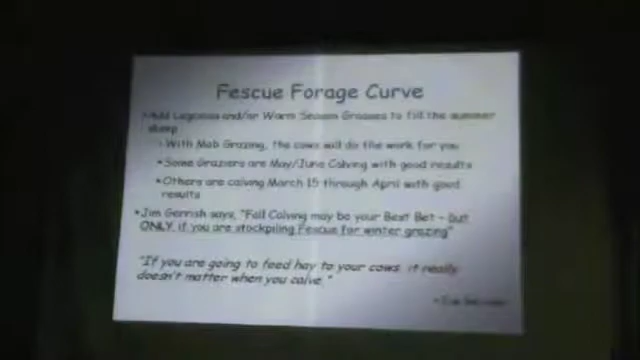 Fescue Forage Curve
Add Legumes and/or Warm Season Grasses to fill the summer
slump
With Mob Grazing, the cows will do the work for you
•Some Graziers are May/June Calving with good results
•Others are calving March 15 through April with good
results
•Jim Gerrish says, "Fall Calving may be your Best Bet – but
ONLY if you are stockpiling Fescue for winter grazing"
"If you are going to feed hay to your cows it really
doesn't matter when you calve."